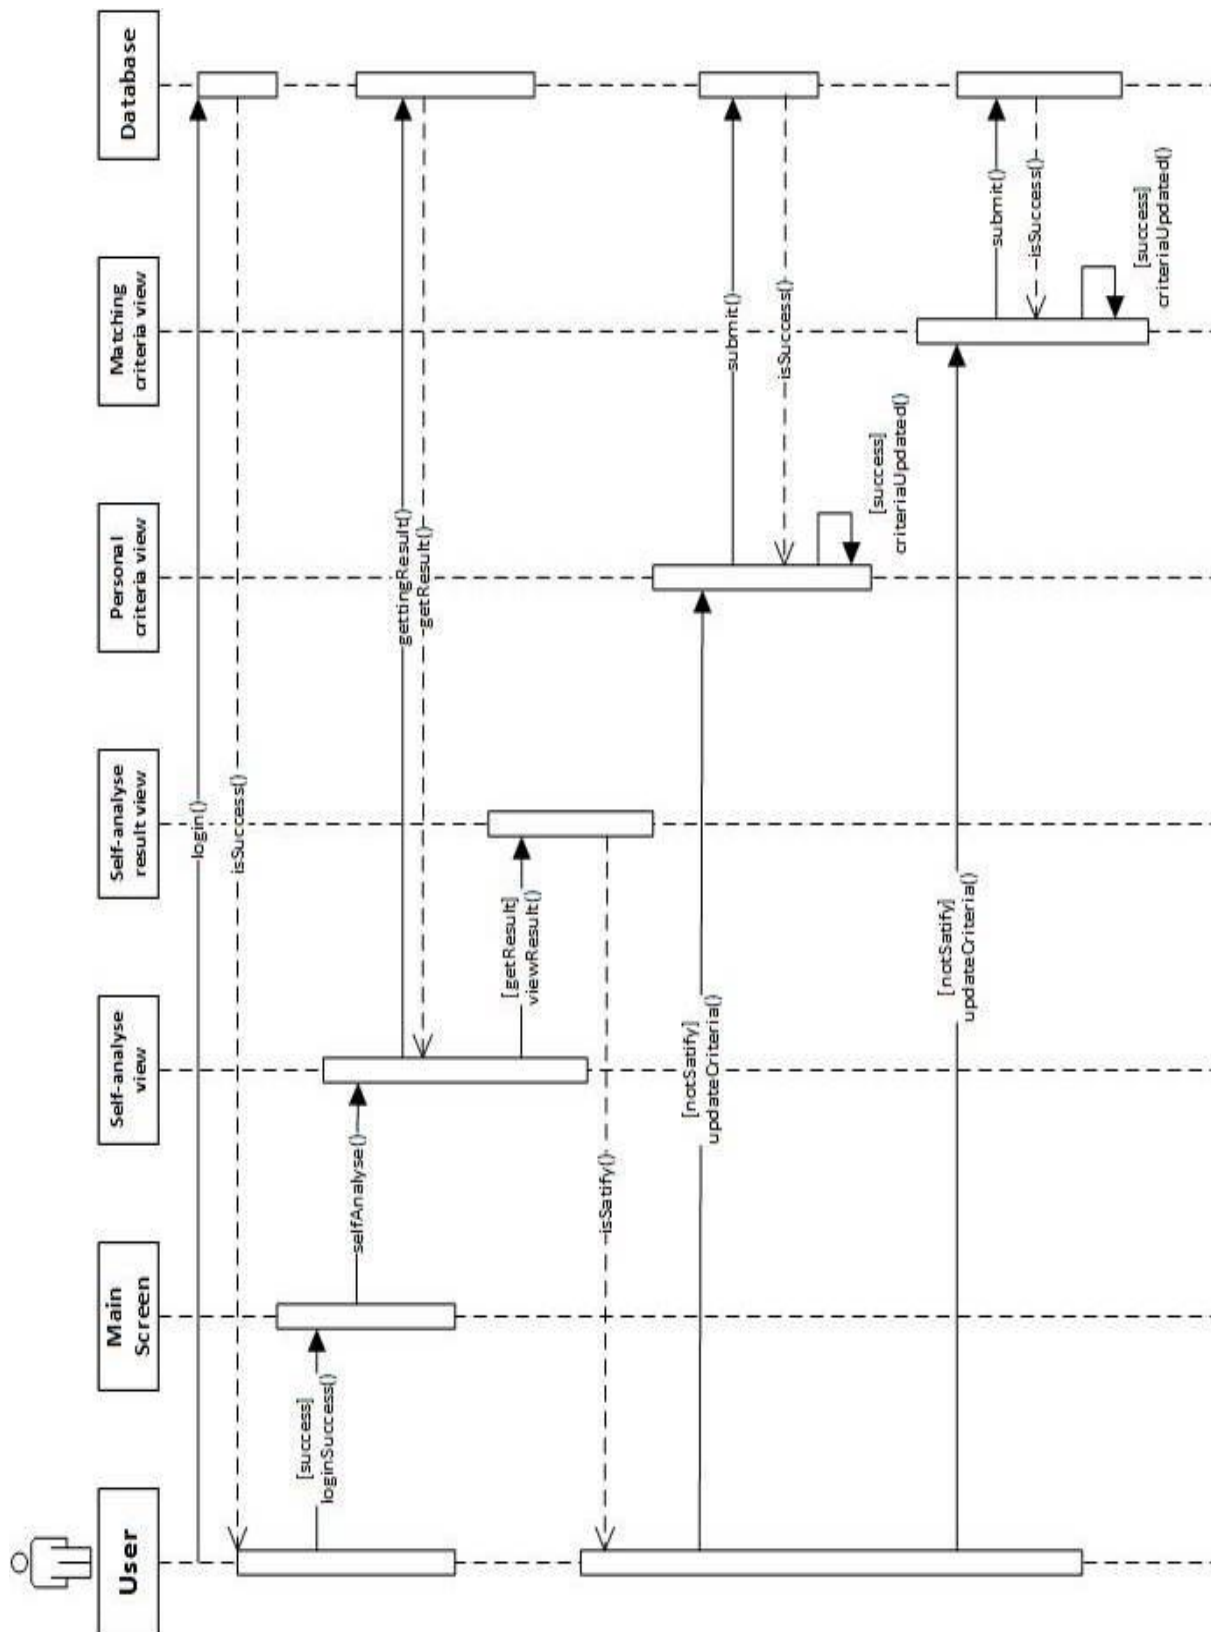 User
Main
Screen
Self-analyse
view
Self-analyse
result view
Personal
criteria view
Matching
criteria view
Database
login()
isSuccess()
[success]
loginSuccess()
selfAnalyse()
gettingResult()
getResult()
[getResult]
viewResult()
isSatify()
[notSatify]
updateCriteria()
submit()
isSuccess()
[success]
criteriaUpdated()
[notSatify]
updateCriteria()
submit()
isSuccess()
[success]
criteriaUpdated()